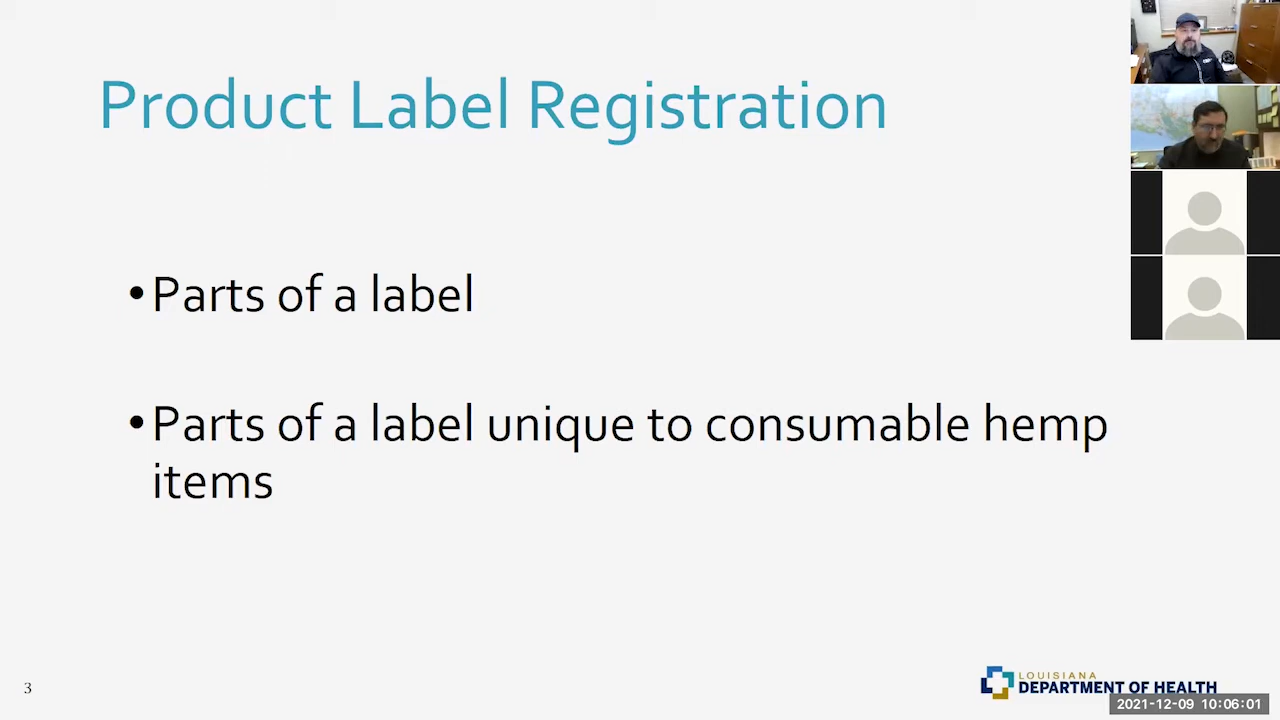 Product Label Registration
•Parts of a label
•Parts of a label unique to consumable hemp
items
3
LOUISIANA
DEPARTMENT OF HEALTH
2021-12-09 10:06:01